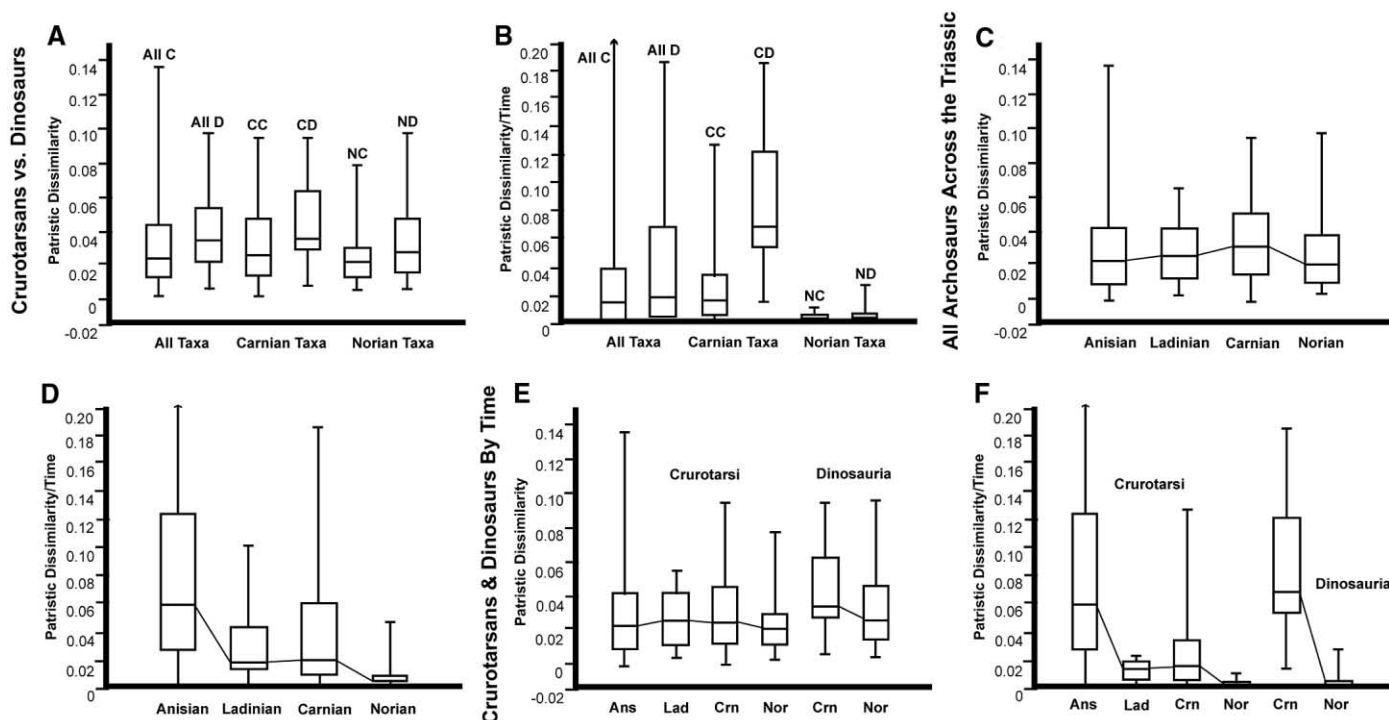 Crurotarsans vs. Dinosaurs
A
Patristic Dissimilarity
0.14
0.12
0.10
0.08
0.06
0.04
0.02
0
-0.02
All C
All D
CC
CD
NC
ND
All Taxa Carnian Taxa Norian Taxa
B
Patristic Dissimilarity/Time
0.20
0.18
0.16
0.14
0.12
0.10
0.08
0.06
0.04
0.02
0
All C
All D
CC
CD
NC
ND
All Taxa Carnian Taxa Norian Taxa
All Archosaurs Across the Triassic
C
Patristic Dissimilarity
0.14
0.12
0.10
0.08
0.06
0.04
0.02
0
-0.02
Anisian Ladinian Carnian Norian
D
Patristic Dissimilarity/Time
0.20
0.18
0.16
0.14
0.12
0.10
0.08
0.06
0.04
0.02
0
Anisian Ladinian Carnian Norian
Crurotarsans & Dinosaurs By Time
E
Patristic Dissimilarity
0.14
0.12
0.10
0.08
0.06
0.04
0.02
0
-0.02
Crurotarsi
Dinosauria
Ans Lad Crn Nor Crn Nor
F
Patristic Dissimilarity/Time
0.20
0.18
0.16
0.14
0.12
0.10
0.08
0.06
0.04
0.02
0
Crurotarsi
Dinosauria
Ans Lad Crn Nor Crn Nor